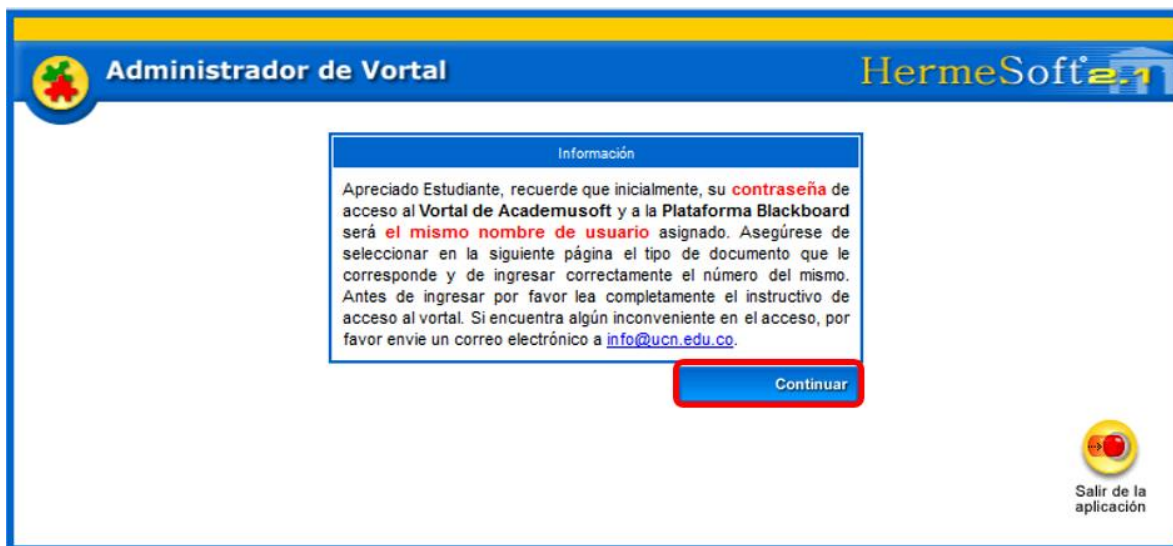 Administrador de Vortal
HermeSoft 2.1
Información
Apreciado Estudiante, recuerde que inicialmente, su contraseña de
acceso al Vortal de Academusoft y a la Plataforma Blackboard
será el mismo nombre de usuario asignado. Asegúrese de
seleccionar en la siguiente página el tipo de documento que le
corresponde y de ingresar correctamente el número del mismo.
Antes de ingresar por favor lea completamente el instructivo de
acceso al vortal. Si encuentra algún inconveniente en el acceso, por
favor envie un correo electrónico a info@ucn.edu.co.
Continuar
Salir de la
aplicación